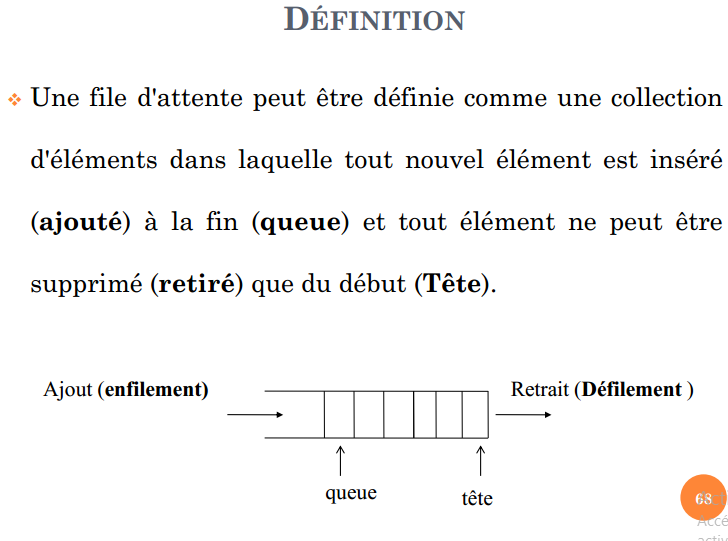 DÉFINITION
❖ Une file d'attente peut être définie comme une collection
d'éléments dans laquelle tout nouvel élément est inséré
(ajouté) à la fin (queue) et tout élément ne peut être
supprimé (retiré) que du début (Tête).
Ajout (enfilement)
Retrait (Défilement )
queue
tête
68
Accé
activ